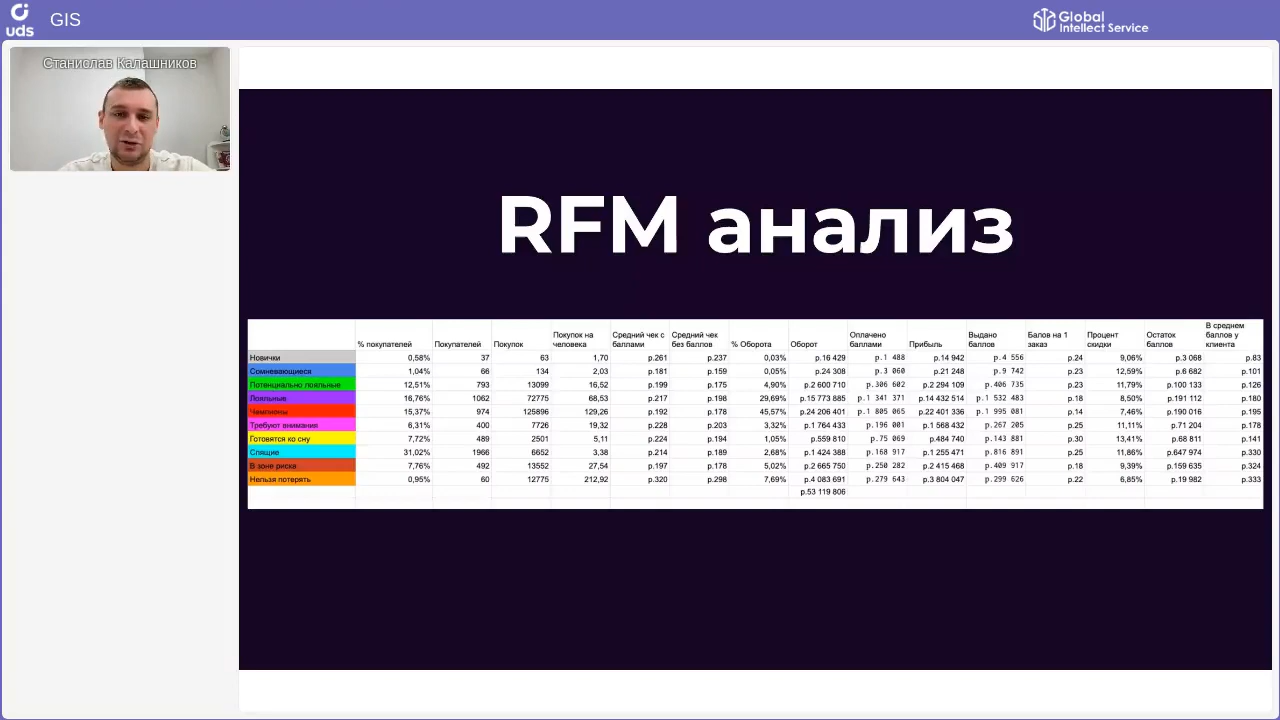 uds
GIS
Global
Intellect Service
Станислав Калашников
RFM анализ
% покупателей Покупателей Покупок Покупок на человека Средний чек с баллами Средний чек без баллов % Оборота Оборот Оплачено баллами Прибыль Выдано баллов Балов на 1 заказ Процент скидки Остаток баллов В среднем баллов у клиента
Новички 0,58% 37 63 1,70 р.261 р.237 0,03% р.16 429 р.1 488 р.14 942 р.4 556 р.24 9,06% р.3 068 р.83
Сомневающиеся 1,04% 66 134 2,03 р.181 р.159 0,05% р.24 308 р.3 060 р.21 248 р.9 742 р.23 12,59% р.6 682 р.101
Потенциально лояльные 12,51% 793 13099 16,52 р.199 р.175 4,90% р.2 600 710 р.306 602 р.2 294 109 р.406 735 р.23 11,79% р.100 133 р.126
Лояльные 16,76% 1062 72775 68,53 р.217 р.198 29,69% р.15 773 885 р.1 341 371 р.14 432 514 р.1 532 483 р.18 8,50% р.191 112 р.180
Чемпионы 15,37% 974 125896 129,26 р.192 р.178 45,57% р.24 206 401 р.1 805 065 р.22 401 336 р.1 995 081 р.14 7,46% р.190 016 р.195
Требуют внимания 6,31% 400 7726 19,32 р.228 р.203 3,32% р.1 764 433 р.196 001 р.1 568 432 р.267 205 р.25 11,11% р.71 204 р.178
Готовятся ко сну 7,72% 489 2501 5,11 р.224 р.194 1,05% р.559 810 р.75 069 р.484 740 р.143 881 р.30 13,41% р.68 811 р.141
Спящие 31,02% 1966 6652 3,38 р.214 р.189 2,68% р.1 424 388 р.168 917 р.1 255 471 р.816 891 р.25 11,86% р.647 974 р.330
В зоне риска 7,76% 492 13552 27,54 р.197 р.178 5,02% р.2 665 750 р.250 282 р.2 415 468 р.409 917 р.18 9,39% р.159 635 р.324
Нельзя потерять 0,95% 60 12775 212,92 р.320 р.298 7,69% р.4 083 691 р.279 643 р.3 804 047 р.299 626 р.22 6,85% р.19 982 р.333
р.53 119 806